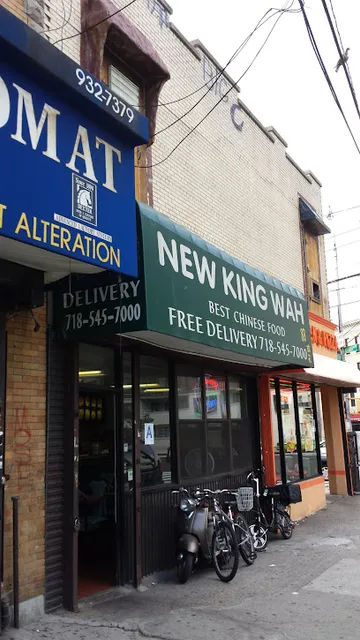 932-7379
OMAT
T ALTERATION
DELIVERY
718-545-7000
NEW KING WAH
BEST CHINESE FOOD
FREE DELIVERY 718-545-7000
A